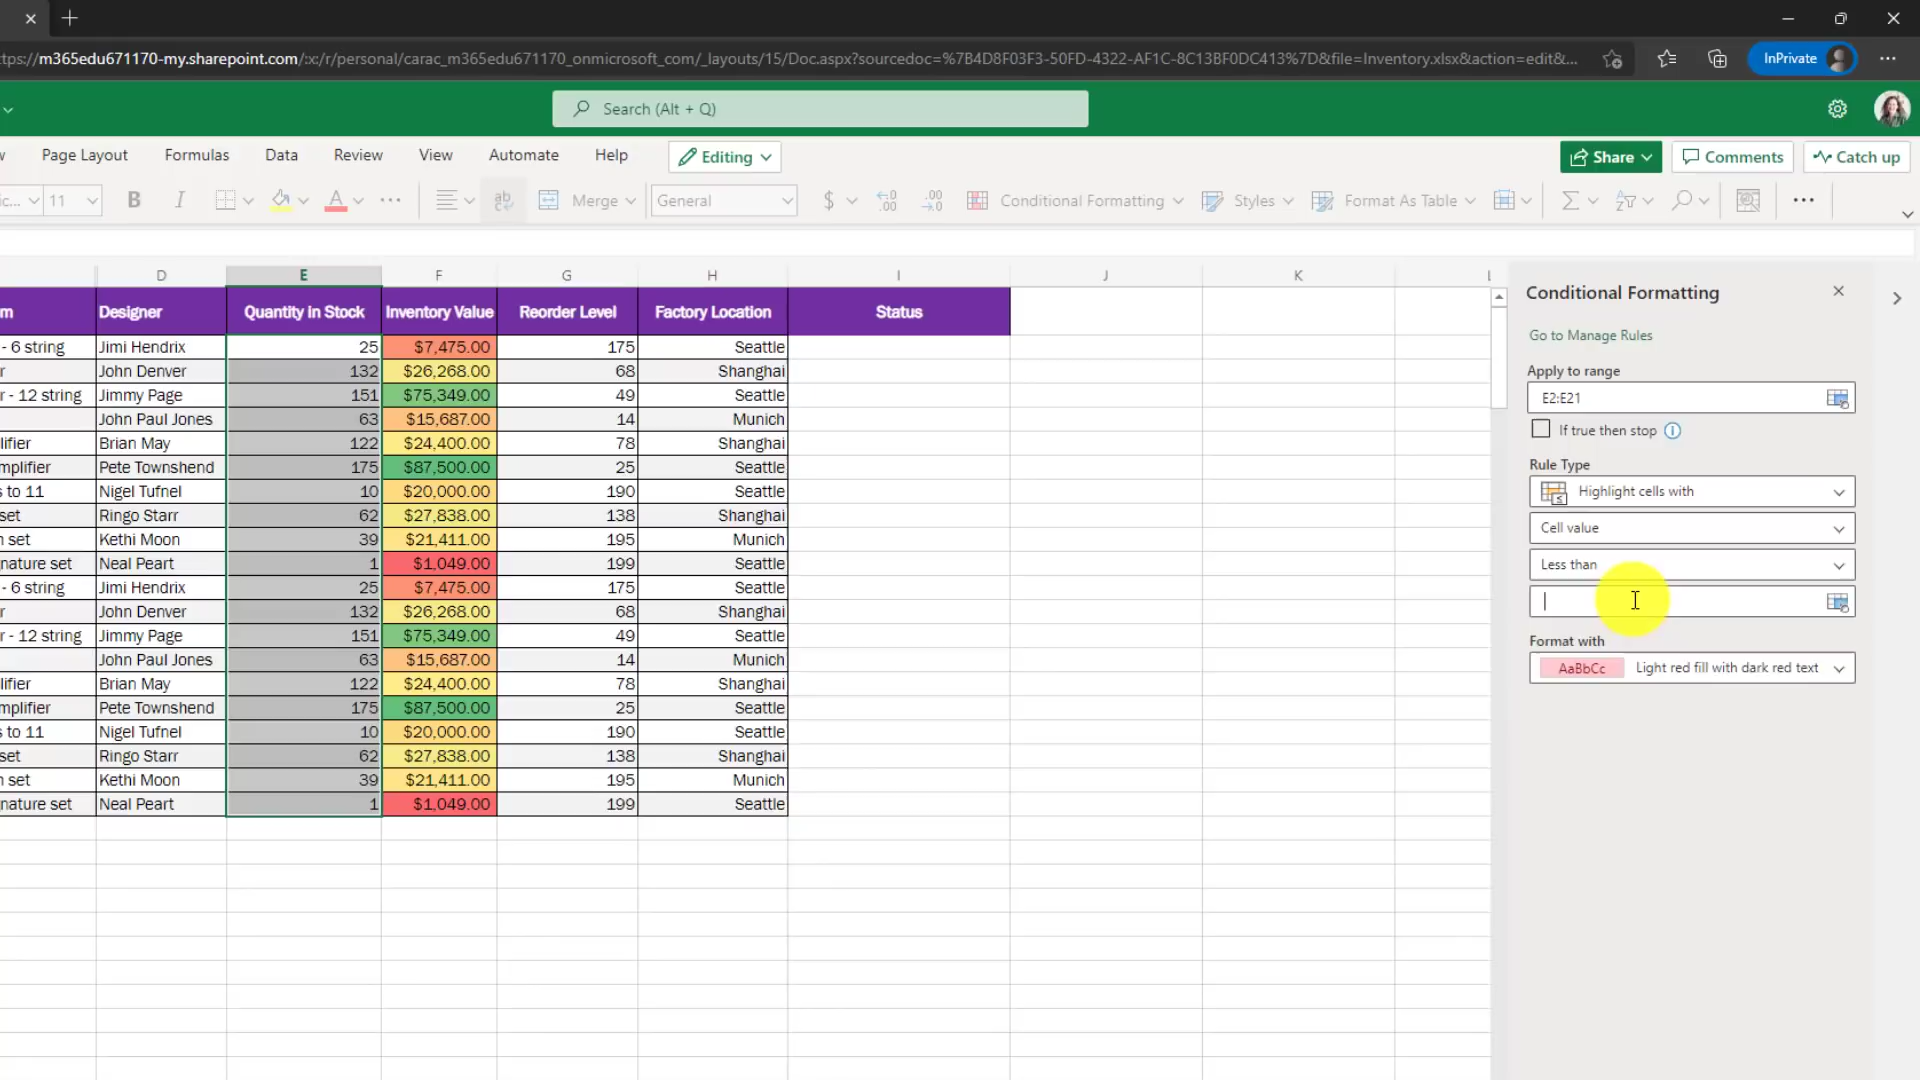 ttps://m365edu671170-my.sharepoint.com/:x:/r/personal/carac_m365edu671170_onmicrosoft_com/_layouts/15/Doc.aspx?sourcedoc=%7B4D8F03F3-50FD-4322-AF1C-8C13BF0DC413%7D&file=Inventory.xlsx&action=edit&... InPrivate
Search (Alt + Q)
Page Layout Formulas Data Review View Automate Help Editing Share Comments Catch up
ic... 11 B I A ab Merge General $ Conditional Formatting Styles Format As Table
D E F G H I J K L
m Designer Quantity in Stock Inventory Value Reorder Level Factory Location Status
- 6 string Jimi Hendrix 25 $7,475.00 175 Seattle
r John Denver 132 $26,268.00 68 Shanghai
r - 12 string Jimmy Page 151 $75,349.00 49 Seattle
John Paul Jones 63 $15,687.00 14 Munich
lifier Brian May 122 $24,400.00 78 Shanghai
mplifier Pete Townshend 175 $87,500.00 25 Seattle
s to 11 Nigel Tufnel 10 $20,000.00 190 Seattle
set Ringo Starr 62 $27,838.00 138 Shanghai
n set Kethi Moon 39 $21,411.00 195 Munich
nature set Neal Peart 1 $1,049.00 199 Seattle
- 6 string Jimi Hendrix 25 $7,475.00 175 Seattle
r John Denver 132 $26,268.00 68 Shanghai
r - 12 string Jimmy Page 151 $75,349.00 49 Seattle
John Paul Jones 63 $15,687.00 14 Munich
lifier Brian May 122 $24,400.00 78 Shanghai
mplifier Pete Townshend 175 $87,500.00 25 Seattle
s to 11 Nigel Tufnel 10 $20,000.00 190 Seattle
set Ringo Starr 62 $27,838.00 138 Shanghai
n set Kethi Moon 39 $21,411.00 195 Munich
nature set Neal Peart 1 $1,049.00 199 Seattle
Conditional Formatting
Go to Manage Rules
Apply to range
E2:E21
If true then stop
Rule Type
Highlight cells with
Cell value
Less than
Format with
AaBbCc Light red fill with dark red text